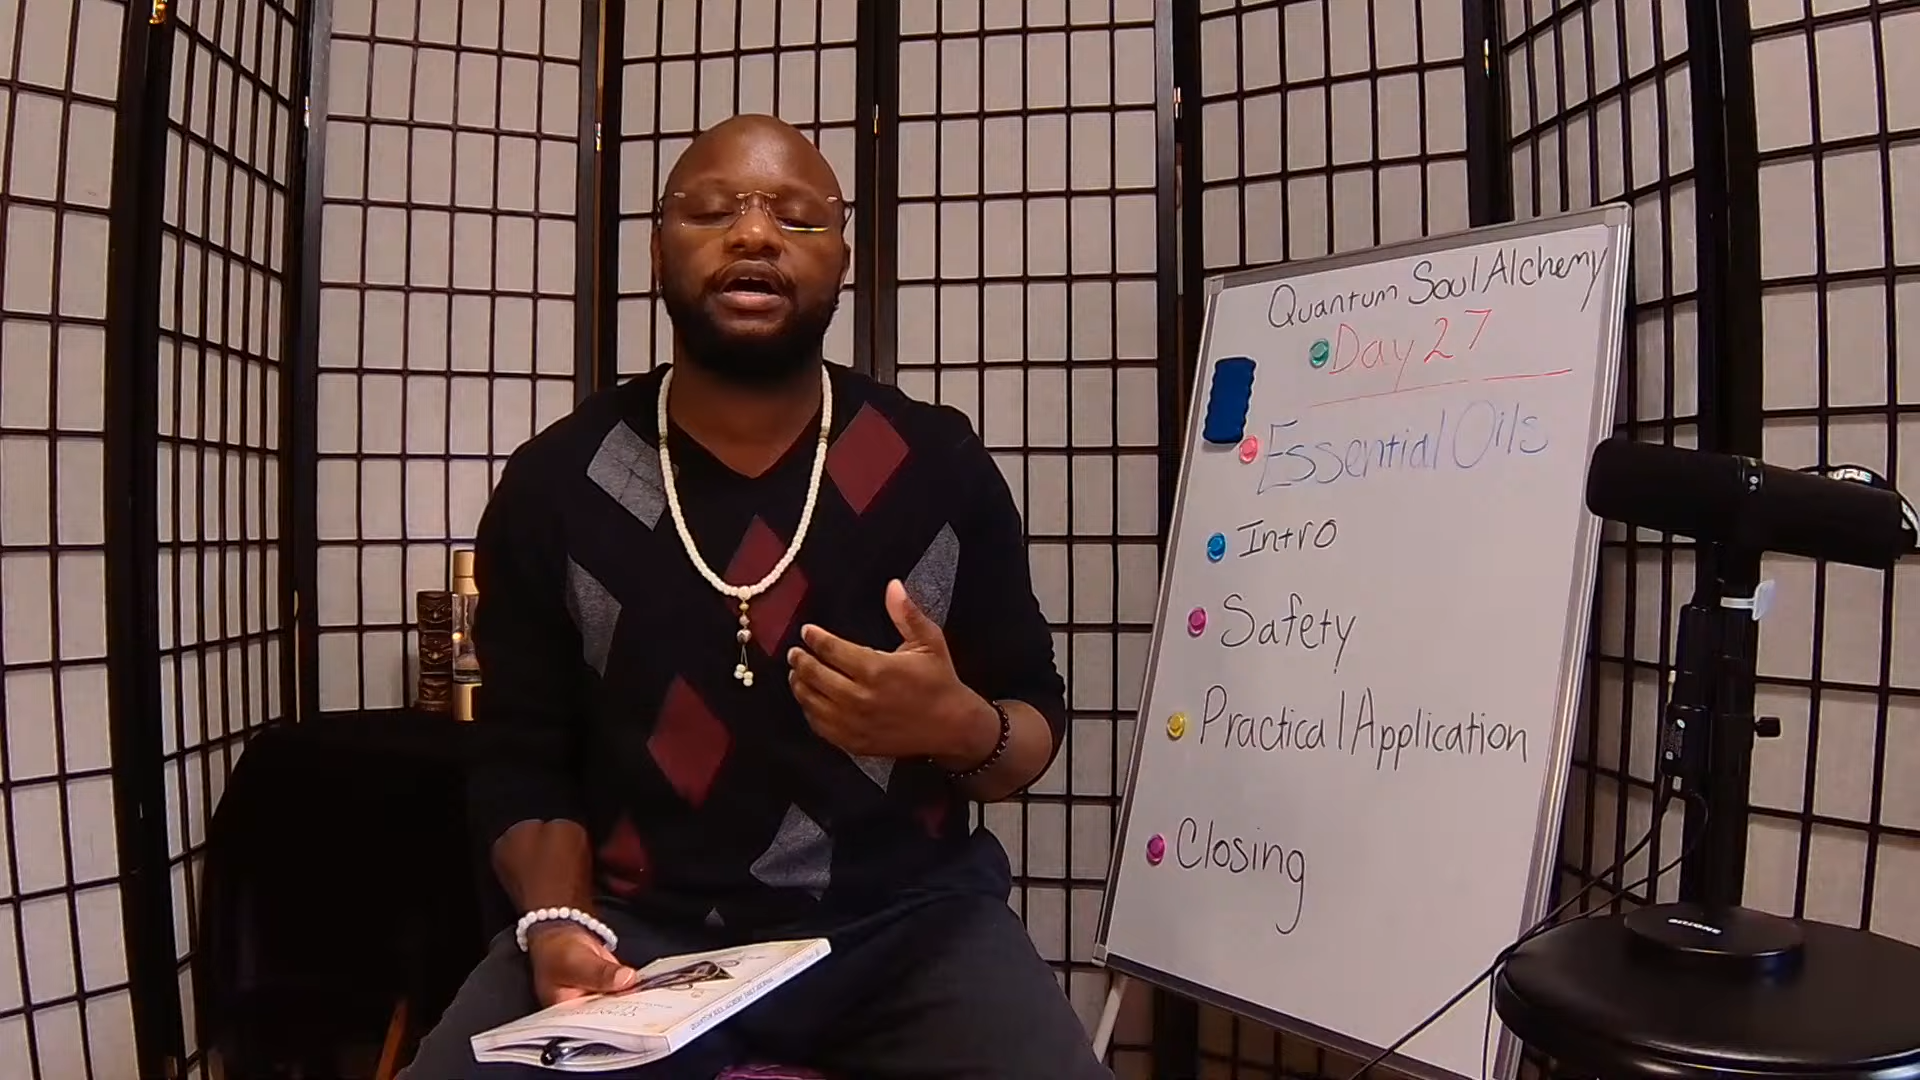 Quantum Soul Alchemy
Day 27
Essential Oils
Intro
Safety
Practical Application
Closing